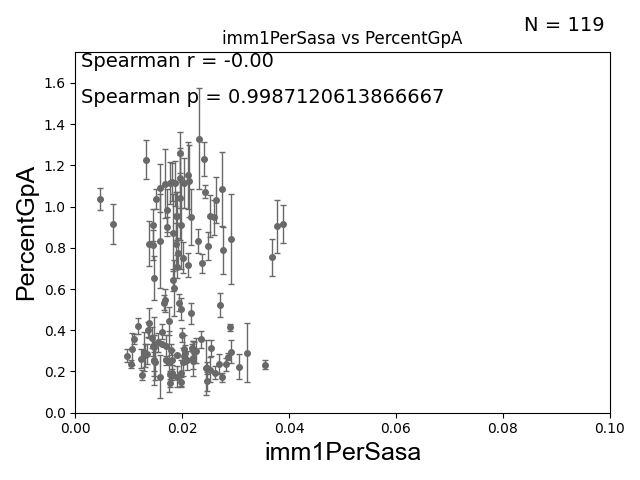 N = 119
imm1PerSasa vs PercentGpA
Spearman r = -0.00
Spearman p = 0.9987120613866667
PercentGpA
1.6
1.4
1.2
1.0
0.8
0.6
0.4
0.2
0.0
0.00 0.02 0.04 0.06 0.08 0.10
imm1PerSasa